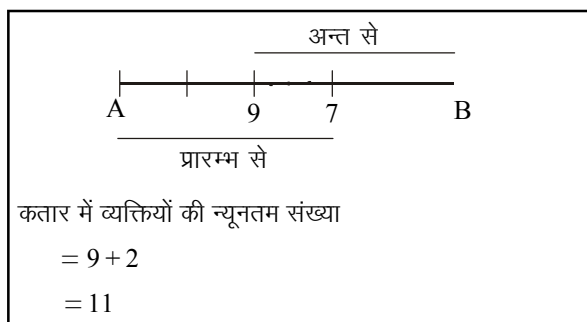 अन्त से
A 9 7 B
प्रारम्भ से
कतार में व्यक्तियों की न्यूनतम संख्या
= 9 + 2
= 11